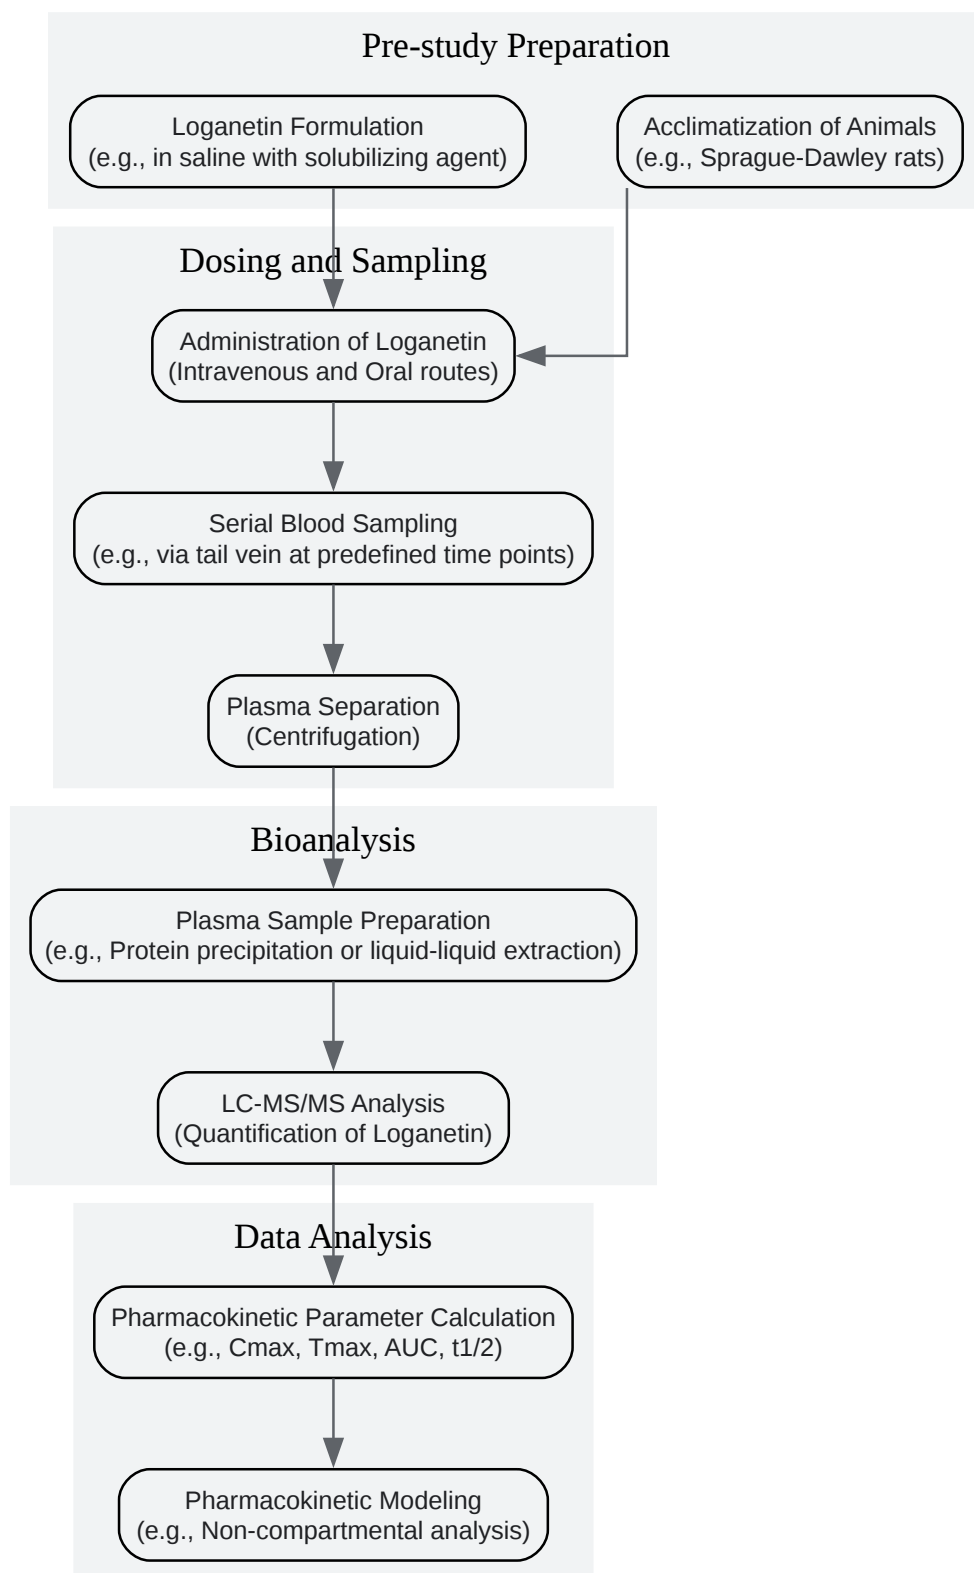 Pre-study Preparation
Loganetin Formulation
(e.g., in saline with solubilizing agent)
Acclimatization of Animals
(e.g., Sprague-Dawley rats)
Dosing and Sampling
Administration of Loganetin
(Intravenous and Oral routes)
Serial Blood Sampling
(e.g., via tail vein at predefined time points)
Plasma Separation
(Centrifugation)
Bioanalysis
Plasma Sample Preparation
(e.g., Protein precipitation or liquid-liquid extraction)
LC-MS/MS Analysis
(Quantification of Loganetin)
Data Analysis
Pharmacokinetic Parameter Calculation
(e.g., Cmax, Tmax, AUC, t1/2)
Pharmacokinetic Modeling
(e.g., Non-compartmental analysis)